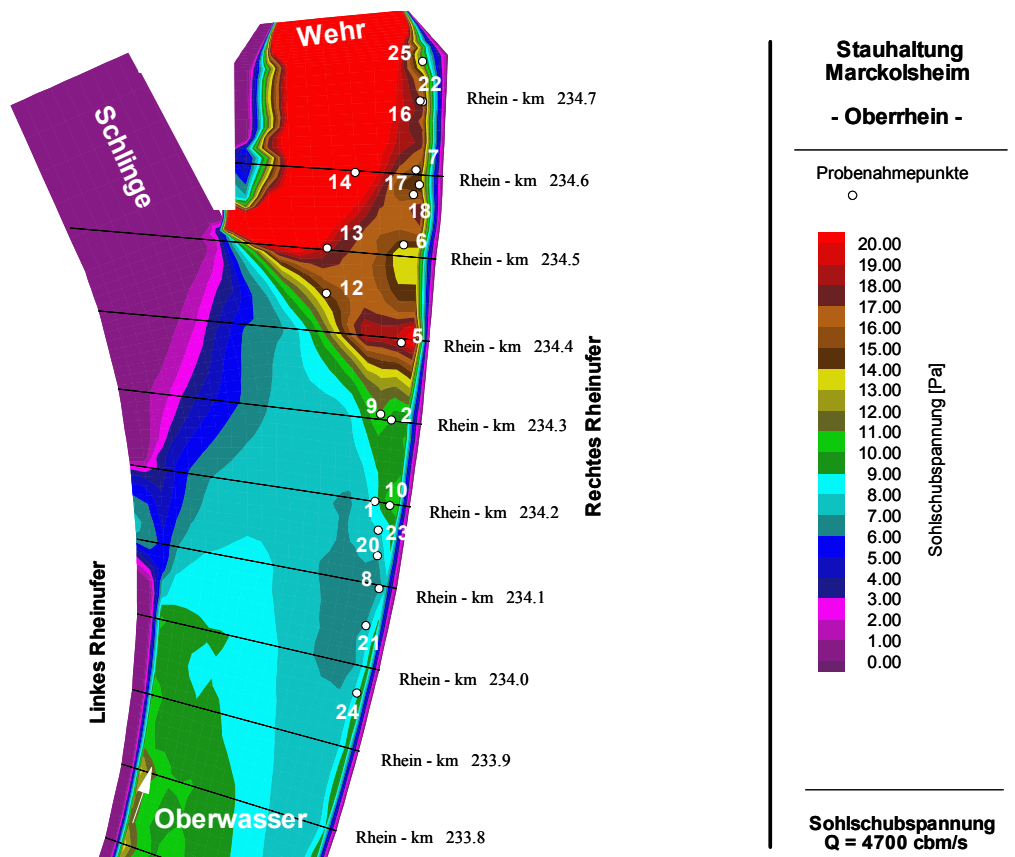 Wehr
25
22
16
Rhein - km 234.7
Schlinge
7
14
17
Rhein - km 234.6
18
13
6
Rhein - km 234.5
12
5
Rhein - km 234.4
9
2
Rhein - km 234.3
Rechtes Rheinufer
10
1
Rhein - km 234.2
23
20
8
Rhein - km 234.1
Linkes Rheinufer
21
Rhein - km 234.0
24
Rhein - km 233.9
Oberwasser
Rhein - km 233.8
Stauhaltung
Marckolsheim
- Oberrhein -
Probenahmepunkte
20.00
19.00
18.00
17.00
16.00
15.00
14.00
13.00
12.00
11.00
10.00
9.00
8.00
7.00
6.00
5.00
4.00
3.00
2.00
1.00
0.00
Sohlschubspannung [Pa]
Sohlschubspannung
Q = 4700 cbm/s